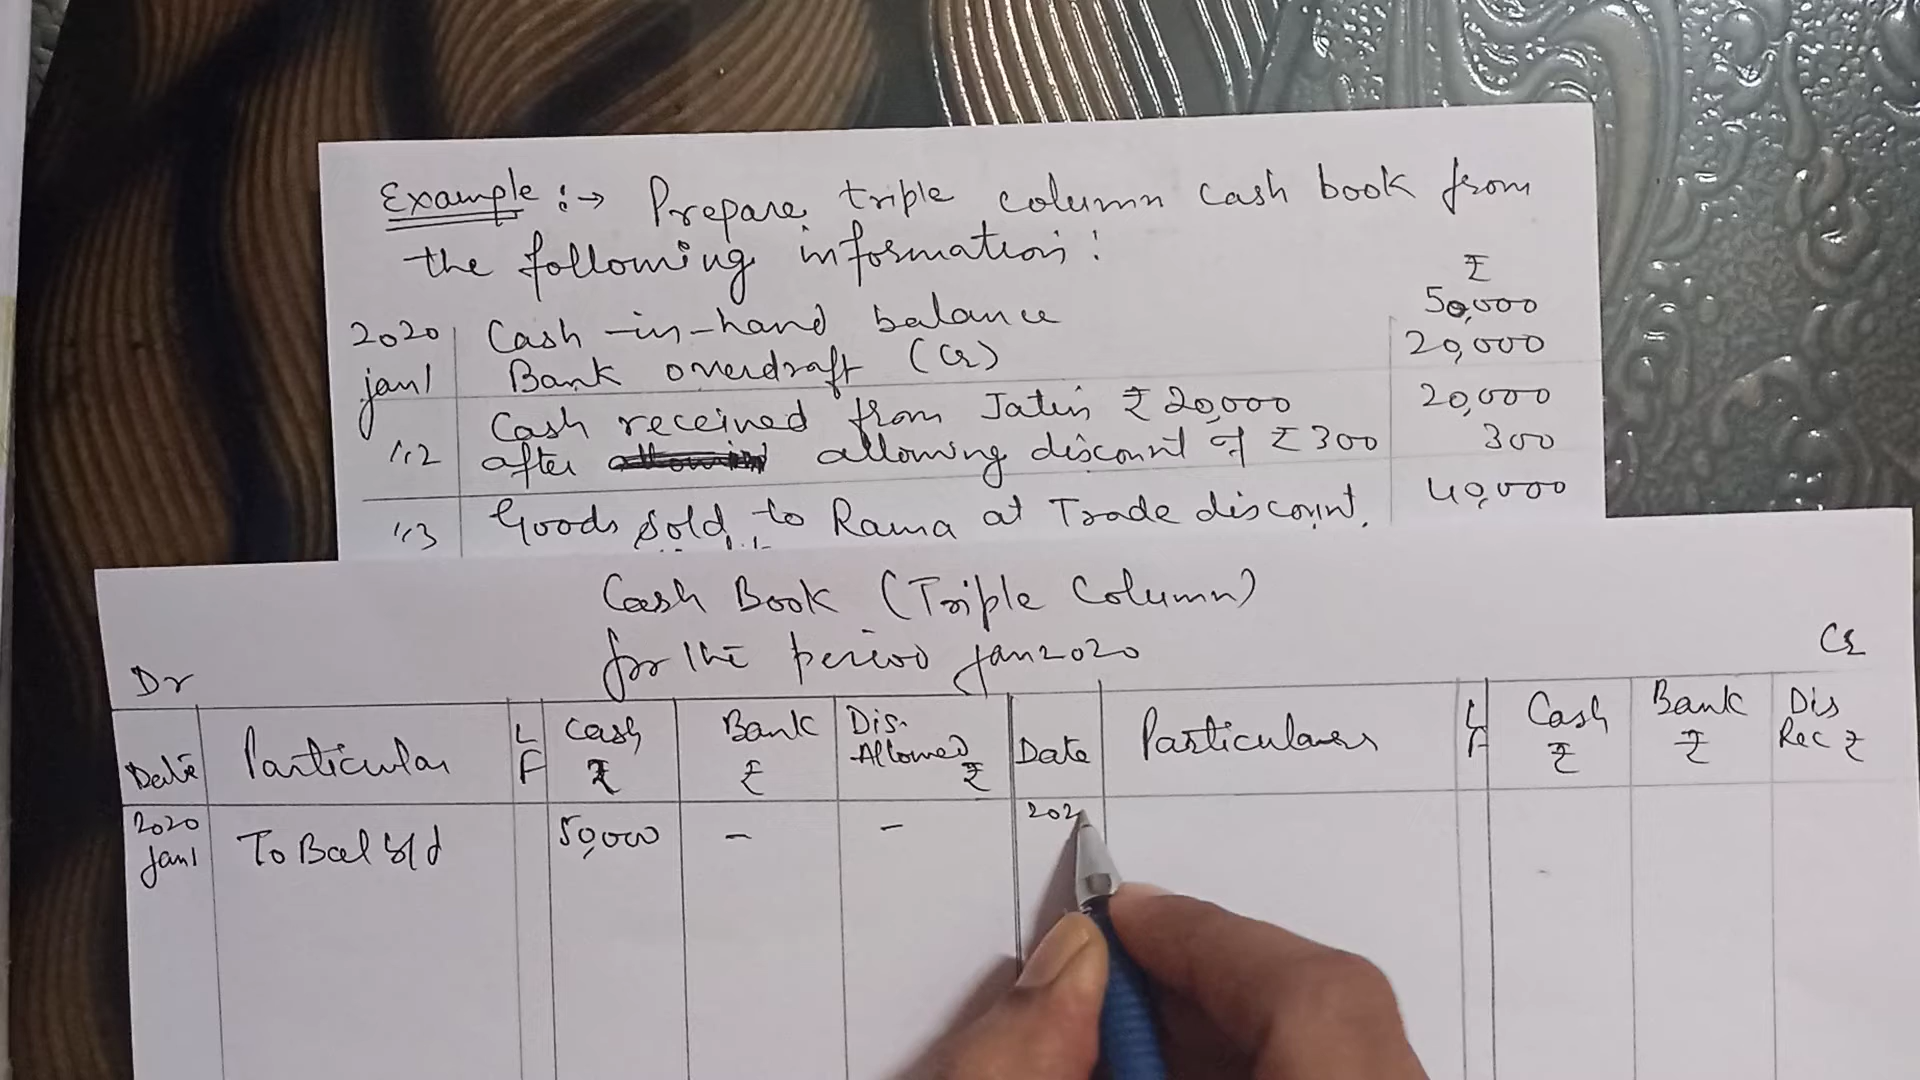 Example :→ Prepare triple column cash book from
the following information :
₹
2020 Cash -in-hand balance 50,000
jan1 Bank overdraft (Cr) 20,000
Cash received from Jatin ₹ 20,000 20,000
"2 after allowing discount of ₹ 300 300
"3 Goods sold to Rama at Trade discount. 40,000
Cash Book (Triple Column)
for the period jan2020
Dr Cr
Date Particular LF Cash ₹ Bank ₹ Dis. Allowed ₹ Date Particulars LF Cash ₹ Bank ₹ Dis Rec ₹
2020 202
Jan1 To Bal b/d 50,000 - -